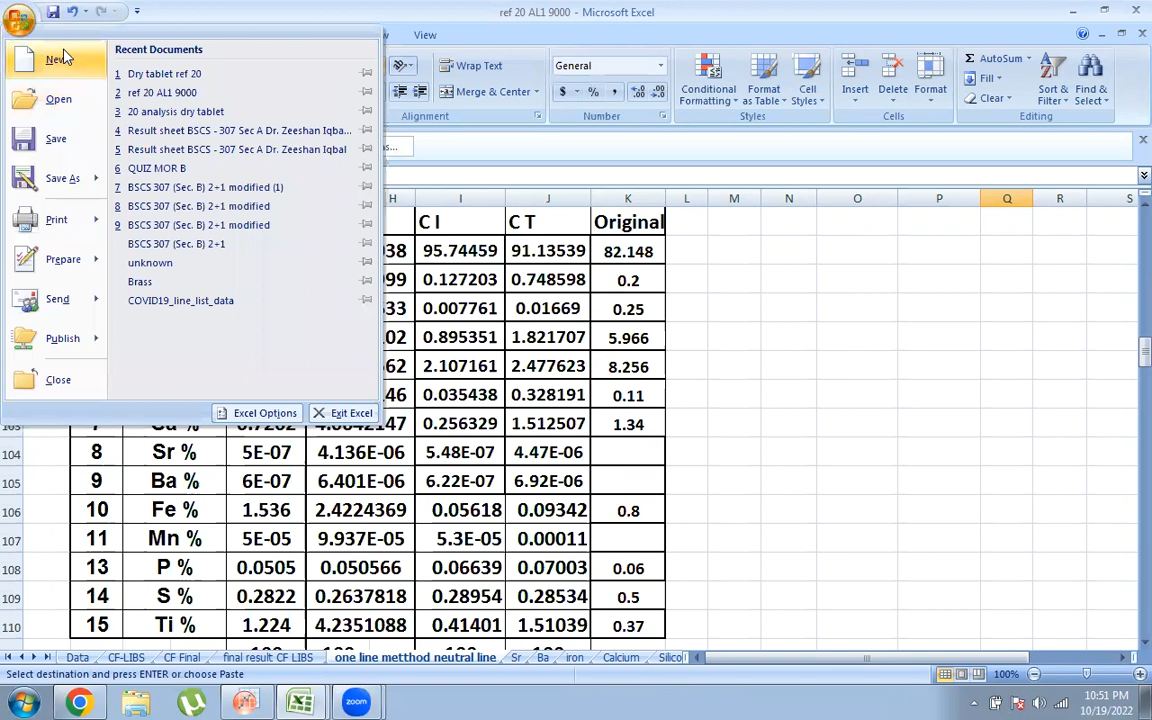 ref 20 AL1 9000 - Microsoft Excel
New
Open
Save
Save As
Print
Prepare
Send
Publish
Close
Recent Documents
1 Dry tablet ref 20
2 ref 20 AL1 9000
3 20 analysis dry tablet
4 Result sheet BSCS - 307 Sec A Dr. Zeeshan Iqba...
5 Result sheet BSCS - 307 Sec A Dr. Zeeshan Iqbal
6 QUIZ MOR B
7 BSCS 307 (Sec. B) 2+1 modified (1)
8 BSCS 307 (Sec. B) 2+1 modified
9 BSCS 307 (Sec. B) 2+1 modified
BSCS 307 (Sec. B) 2+1
unknown
Brass
COVID19_line_list_data
Excel Options
Exit Excel
View
Wrap Text
Merge & Center
Alignment
General
$ % ,
Number
Conditional Formatting
Format as Table
Cell Styles
Styles
Insert
Delete
Format
Cells
AutoSum
Fill
Clear
Sort & Filter
Find & Select
Editing
H I J K L M N O P Q R S
C I C T Original
95.74459 91.13539 82.148
0.127203 0.748598 0.2
0.007761 0.01669 0.25
0.895351 1.821707 5.966
2.107161 2.477623 8.256
0.035438 0.328191 0.11
0.256329 1.512507 1.34
104 8 Sr % 5E-07 4.136E-06 5.48E-07 4.47E-06
105 9 Ba % 6E-07 6.401E-06 6.22E-07 6.92E-06
106 10 Fe % 1.536 2.4224369 0.05618 0.09342 0.8
107 11 Mn % 5E-05 9.937E-05 5.3E-05 0.00011
108 13 P % 0.0505 0.050566 0.06639 0.07003 0.06
109 14 S % 0.2822 0.2637818 0.28954 0.28534 0.5
110 15 Ti % 1.224 4.2351088 0.41401 1.51039 0.37
Data CF-LIBS CF Final final result CF LIBS one line metthod neutral line Sr Ba iron Calcium Silico
Select destination and press ENTER or choose Paste
100%
zoom
10:51 PM
10/19/2022